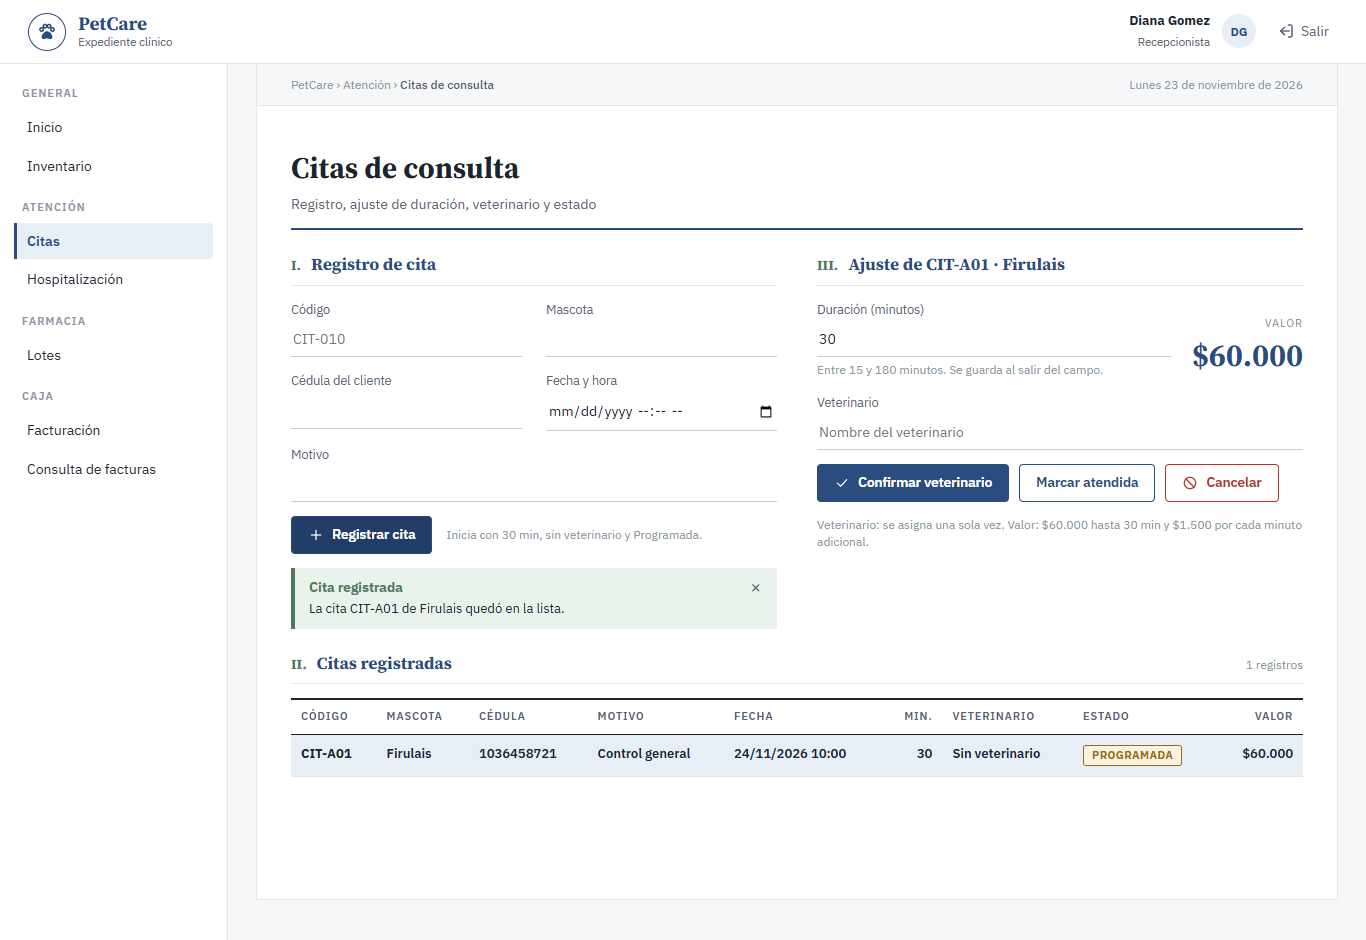 PetCare
Expediente clínico
Diana Gomez
Recepcionista
DG
Salir
GENERAL
Inicio
Inventario
ATENCIÓN
Citas
Hospitalización
FARMACIA
Lotes
CAJA
Facturación
Consulta de facturas
PetCare › Atención › Citas de consulta
Lunes 23 de noviembre de 2026
Citas de consulta
Registro, ajuste de duración, veterinario y estado
I. Registro de cita
Código
Mascota
CIT-010
Cédula del cliente
Fecha y hora
mm/dd/yyyy --:-- --
Motivo
+ Registrar cita
Inicia con 30 min, sin veterinario y Programada.
Cita registrada
La cita CIT-A01 de Firulais quedó en la lista.
III. Ajuste de CIT-A01 · Firulais
Duración (minutos)
30
VALOR
$60.000
Entre 15 y 180 minutos. Se guarda al salir del campo.
Veterinario
Nombre del veterinario
Confirmar veterinario
Marcar atendida
Cancelar
Veterinario: se asigna una sola vez. Valor: $60.000 hasta 30 min y $1.500 por cada minuto
adicional.
II. Citas registradas
1 registros
CÓDIGO MASCOTA CÉDULA MOTIVO FECHA MIN. VETERINARIO ESTADO VALOR
CIT-A01 Firulais 1036458721 Control general 24/11/2026 10:00 30 Sin veterinario PROGRAMADA $60.000